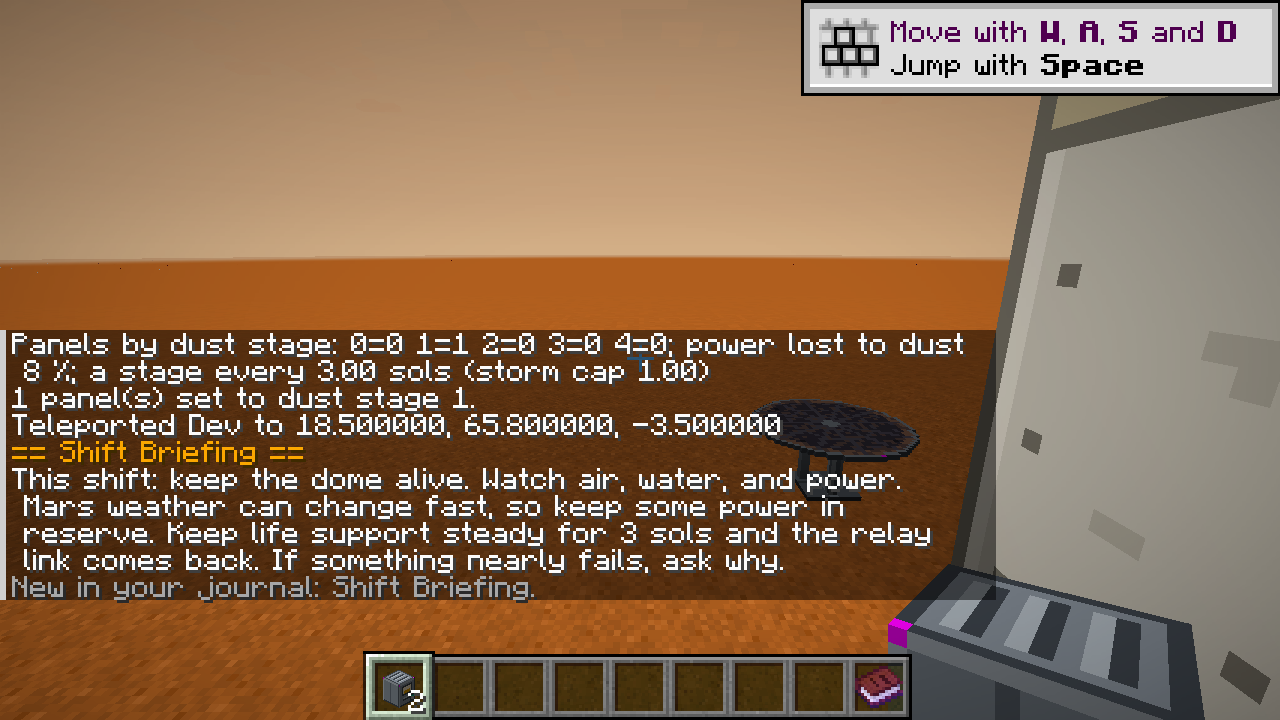 Move with W, A, S and D
Jump with Space
Panels by dust stage: 0=0 1=1 2=0 3=0 4=0; power lost to dust
8 %; a stage every 3.00 sols (storm cap 1.00)
1 panel(s) set to dust stage 1.
Teleported Dev to 18.500000, 65.800000, -3.500000
== Shift Briefing ==
This shift: keep the dome alive. Watch air, water, and power.
Mars weather can change fast, so keep some power in
reserve. Keep life support steady for 3 sols and the relay
link comes back. If something nearly fails, ask why.
New in your journal: Shift Briefing.
2